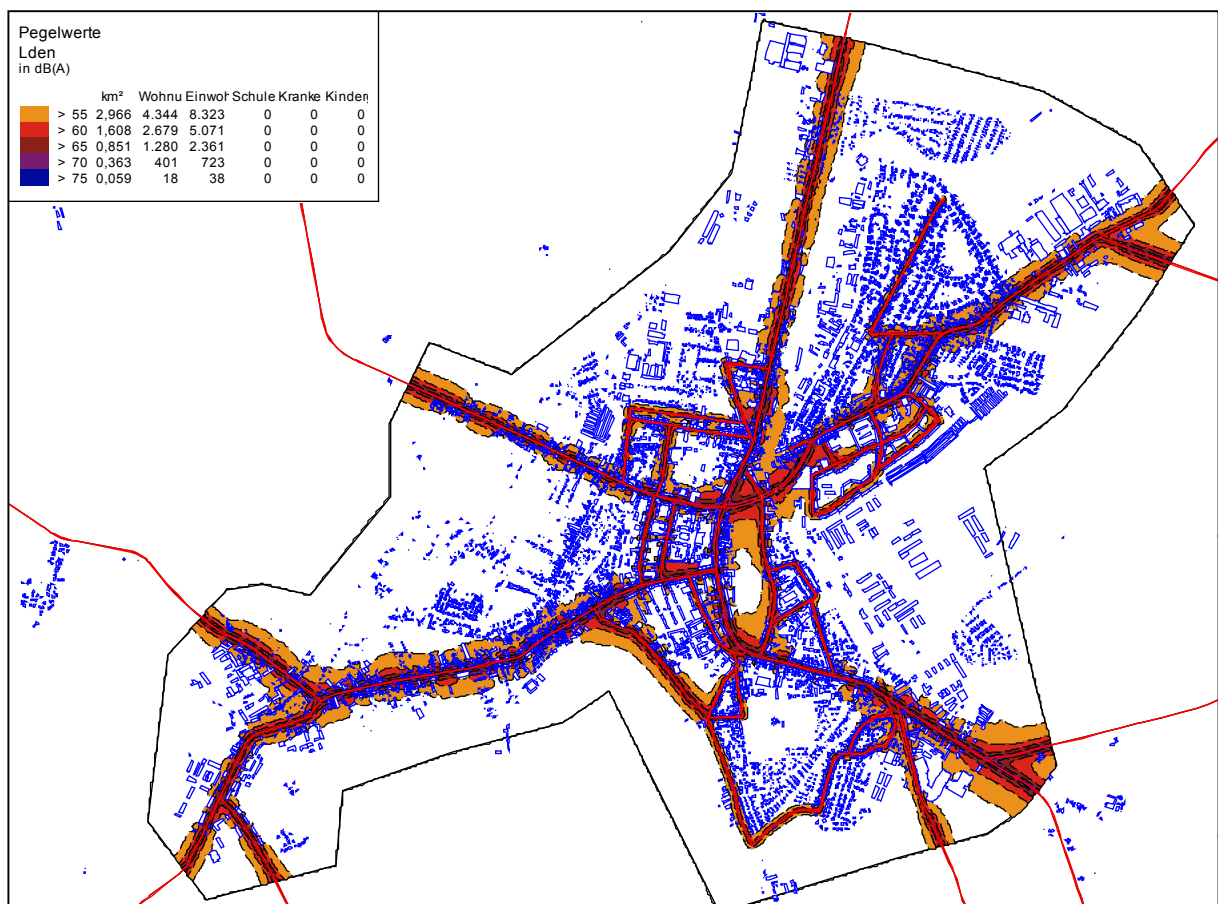 Pegelwerte
Lden
in dB(A)
km² Wohnu Einwoh Schule Kranke Kinderg
> 55 2,966 4.344 8.323 0 0 0
> 60 1,608 2.679 5.071 0 0 0
> 65 0,851 1.280 2.361 0 0 0
> 70 0,363 401 723 0 0 0
> 75 0,059 18 38 0 0 0